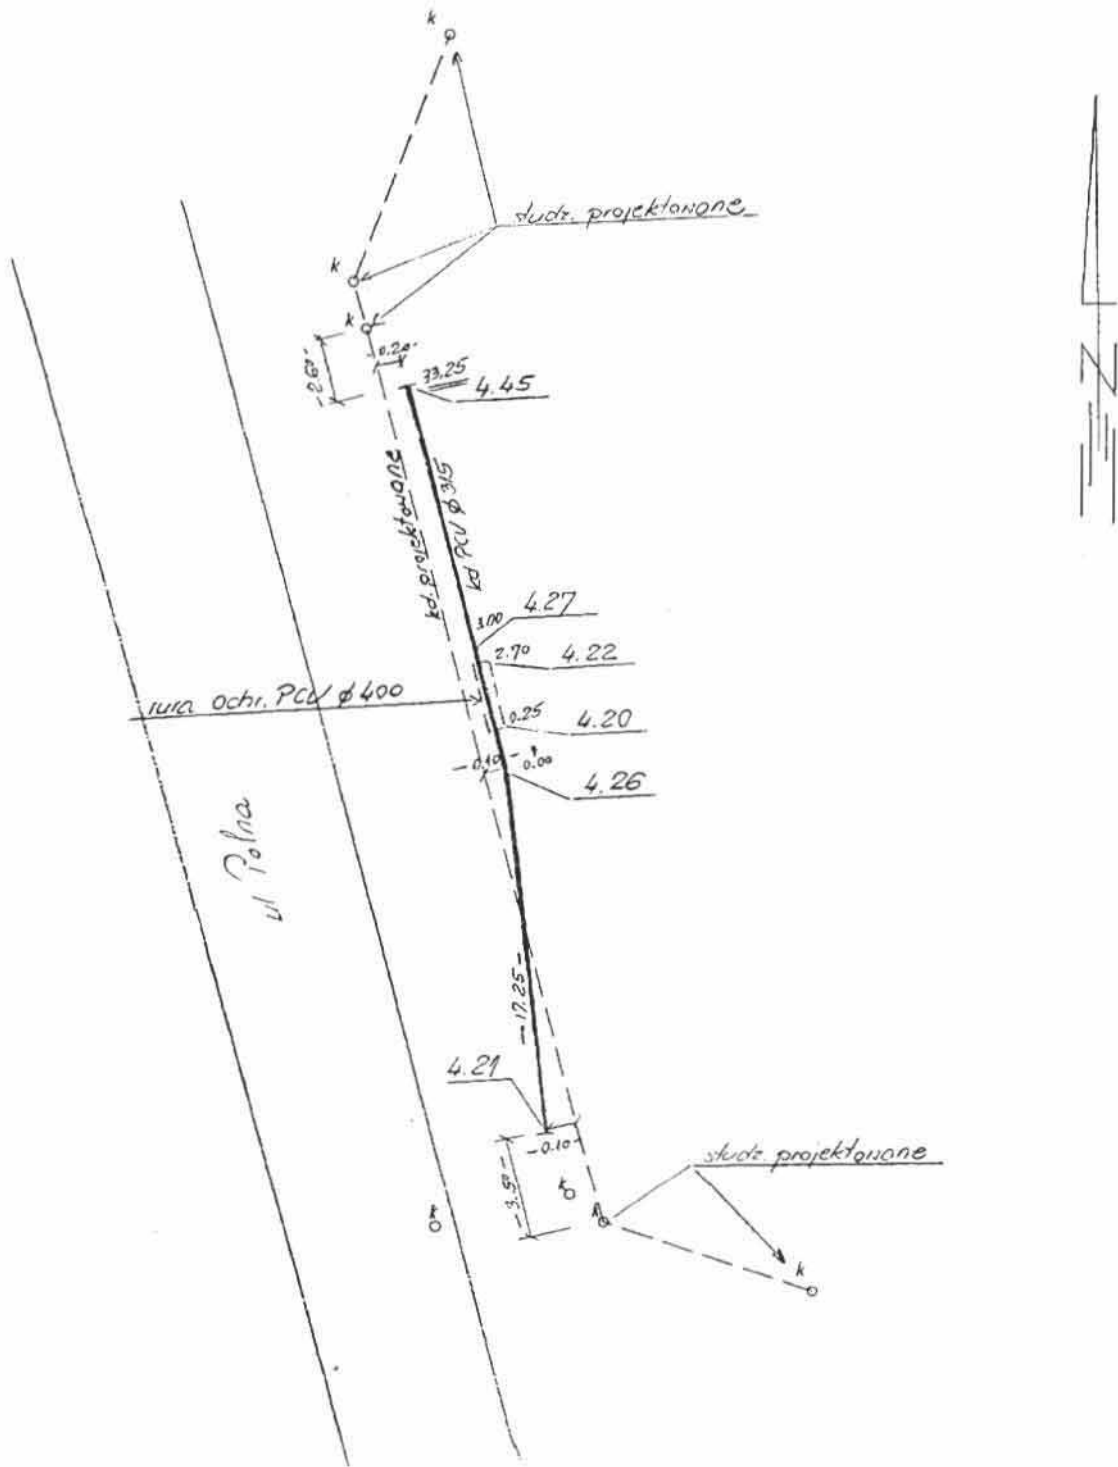 k
studz. projektowane
k
k
0.20
-2.60-
33.25
4.45
kd. projektowane
kd PCV ϕ 315
3.00
4.27
2.70
4.22
rura ochr. PCV ϕ 400
0.25
4.20
-0.10-
0.00
4.26
ul Polna
-17.25-
4.21
-0.10-
-3.50-
studz. projektowane
k
k
k
k
N